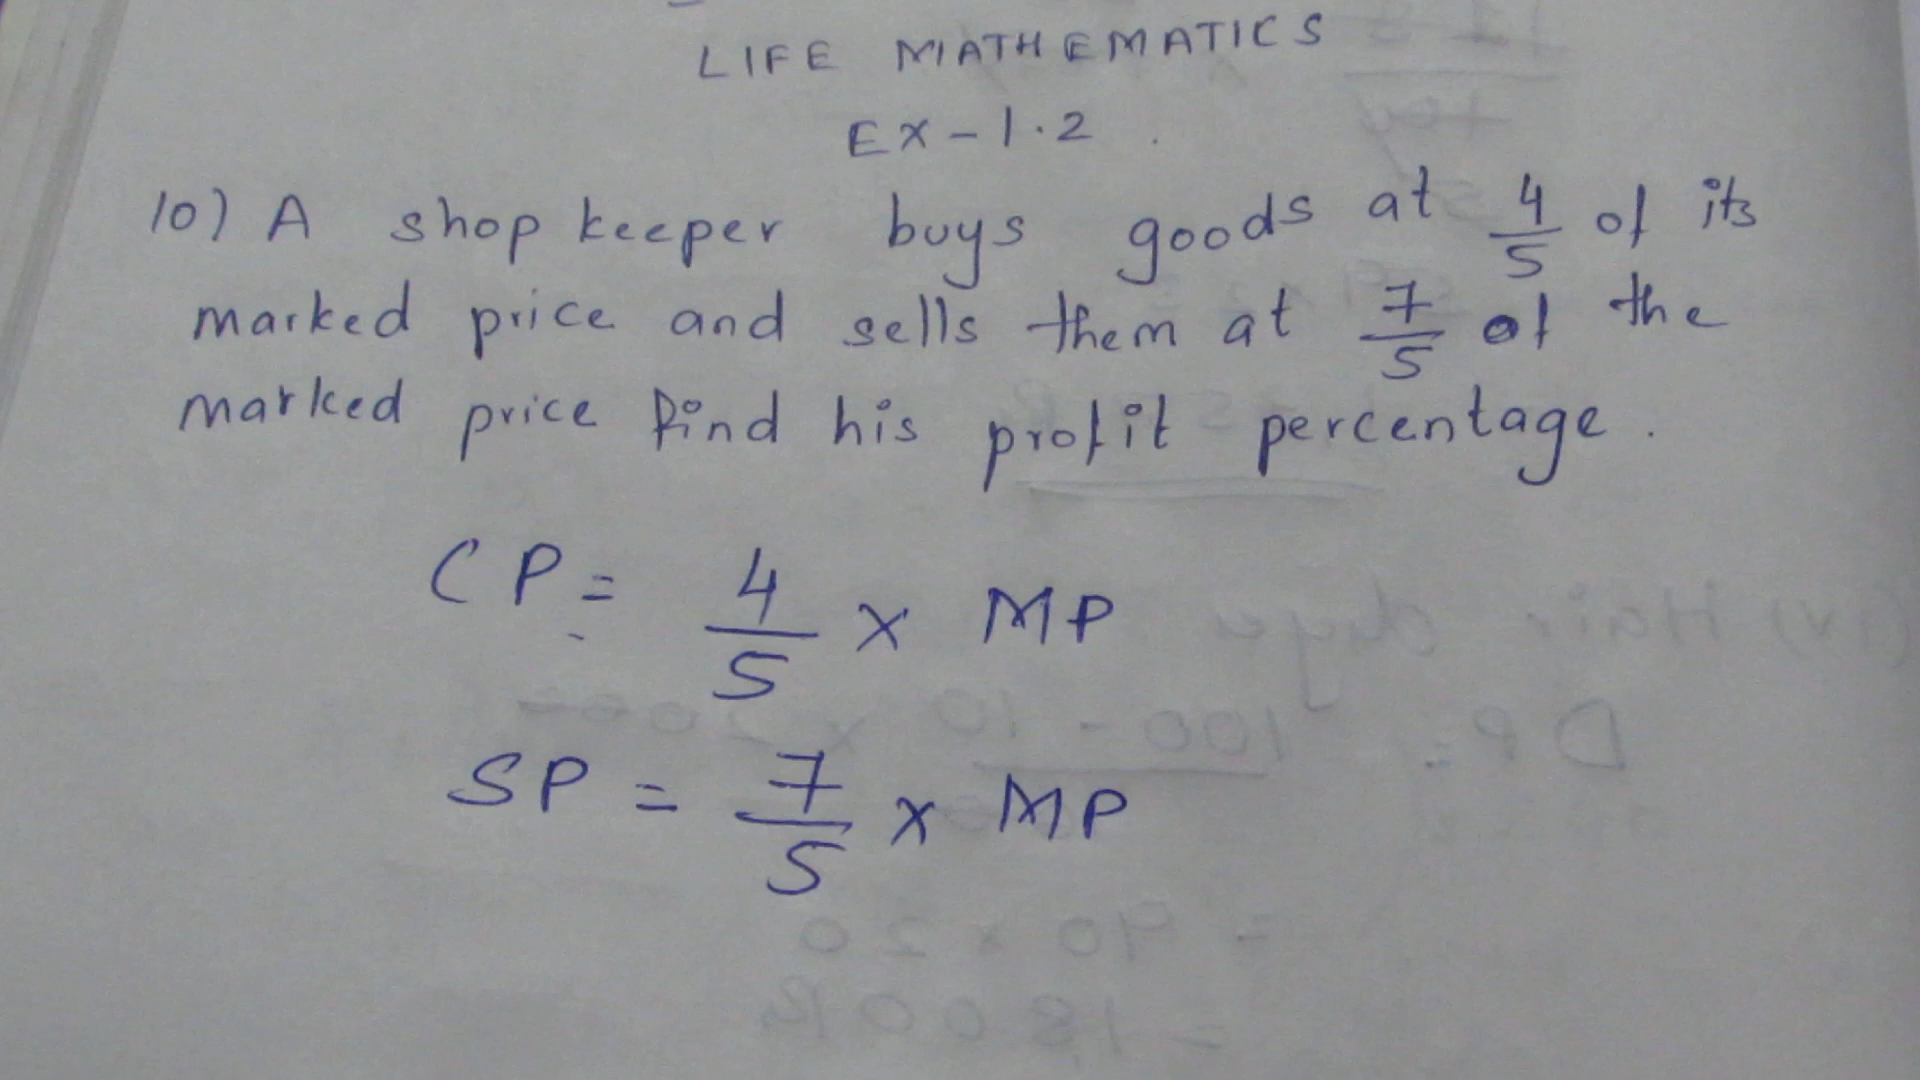 LIFE MATHEMATICS
EX-1.2.
10) A shop keeper buys goods at 4/5 of its
marked price and sells them at 7/5 of the
marked price find his profit percentage.
CP = 4/5 x MP
SP = 7/5 x MP